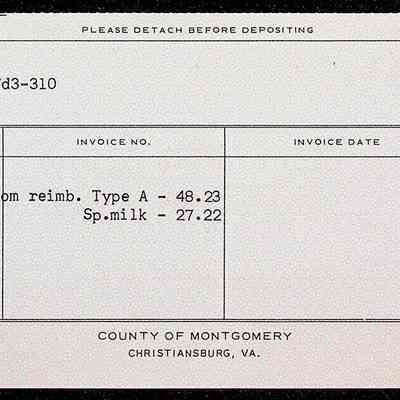 PLEASE DETACH BEFORE DEPOSITING
d3-310
INVOICE NO.
INVOICE DATE
om reimb. Type A - 48.23
Sp.milk - 27.22
COUNTY OF MONTGOMERY
CHRISTIANSBURG, VA.